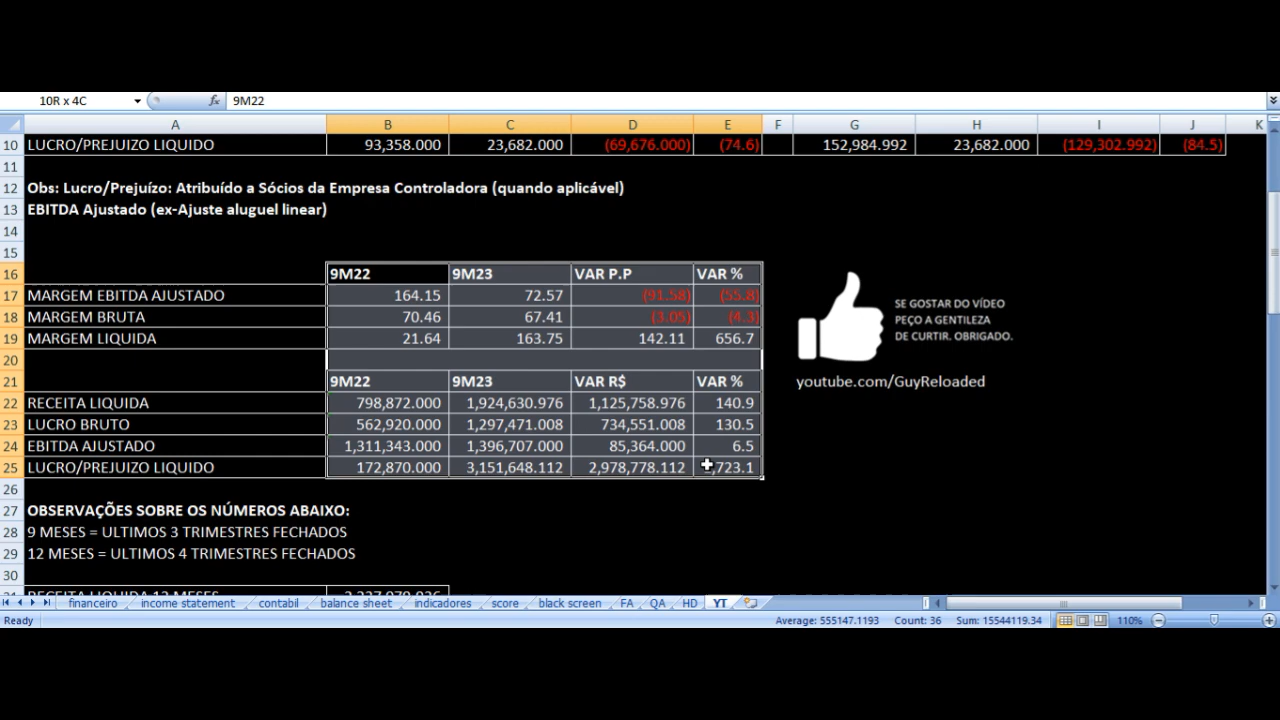 10R x 4C fx 9M22
A B C D E F G H I J K
10 LUCRO/PREJUIZO LIQUIDO 93,358.000 23,682.000 (69,676.000) (74.6) 152,984.992 23,682.000 (129,302.992) (84.5)
11
12 Obs: Lucro/Prejuízo: Atribuído a Sócios da Empresa Controladora (quando aplicável)
13 EBITDA Ajustado (ex-Ajuste aluguel linear)
14
15
16 9M22 9M23 VAR P.P VAR %
17 MARGEM EBITDA AJUSTADO 164.15 72.57 (91.58) (55.8)
18 MARGEM BRUTA 70.46 67.41 (3.05) (4.3)
19 MARGEM LIQUIDA 21.64 163.75 142.11 656.7
20
21 9M22 9M23 VAR R$ VAR %
22 RECEITA LIQUIDA 798,872.000 1,924,630.976 1,125,758.976 140.9
23 LUCRO BRUTO 562,920.000 1,297,471.008 734,551.008 130.5
24 EBITDA AJUSTADO 1,311,343.000 1,396,707.000 85,364.000 6.5
25 LUCRO/PREJUIZO LIQUIDO 172,870.000 3,151,648.112 2,978,778.112
26
27 OBSERVAÇÕES SOBRE OS NÚMEROS ABAIXO:
28 9 MESES = ULTIMOS 3 TRIMESTRES FECHADOS
29 12 MESES = ULTIMOS 4 TRIMESTRES FECHADOS
30
SE GOSTAR DO VÍDEO
PEÇO A GENTILEZA
DE CURTIR. OBRIGADO.
youtube.com/GuyReloaded
financeiro income statement contabil balance sheet indicadores score black screen FA QA HD YT
Ready Average: 555147.1193 Count: 36 Sum: 15544119.34 110%